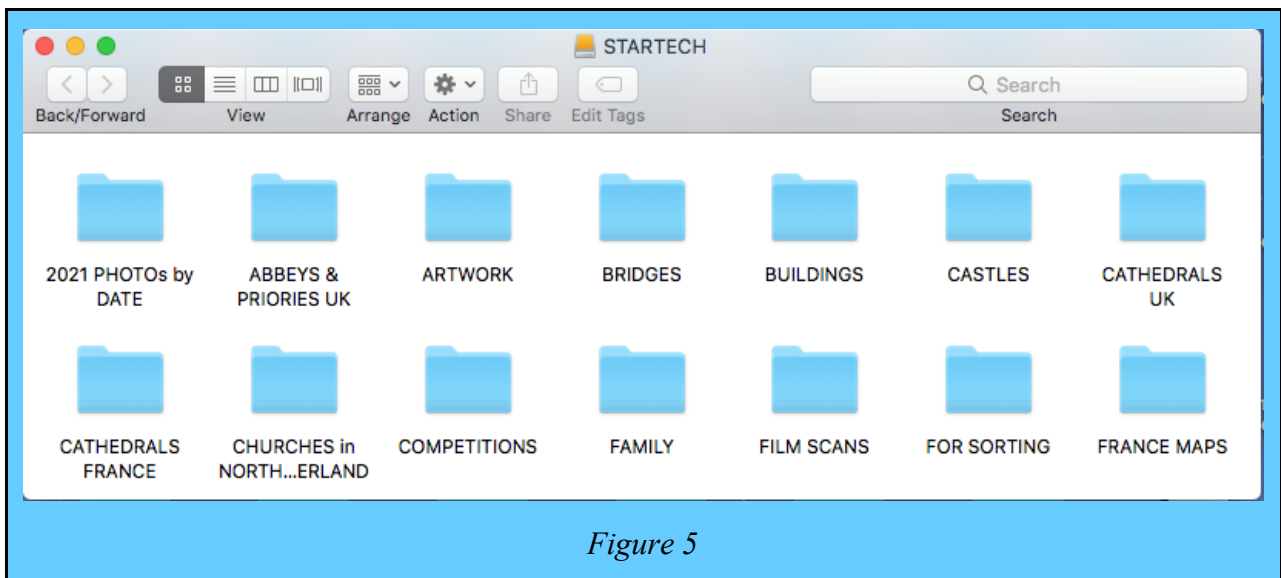 STARTECH
Search
Back/Forward View Arrange Action Share Edit Tags Search
2021 PHOTOs by DATE
ABBEYS & PRIORIES UK
ARTWORK
BRIDGES
BUILDINGS
CASTLES
CATHEDRALS UK
CATHEDRALS FRANCE
CHURCHES in NORTH...ERLAND
COMPETITIONS
FAMILY
FILM SCANS
FOR SORTING
FRANCE MAPS
Figure 5